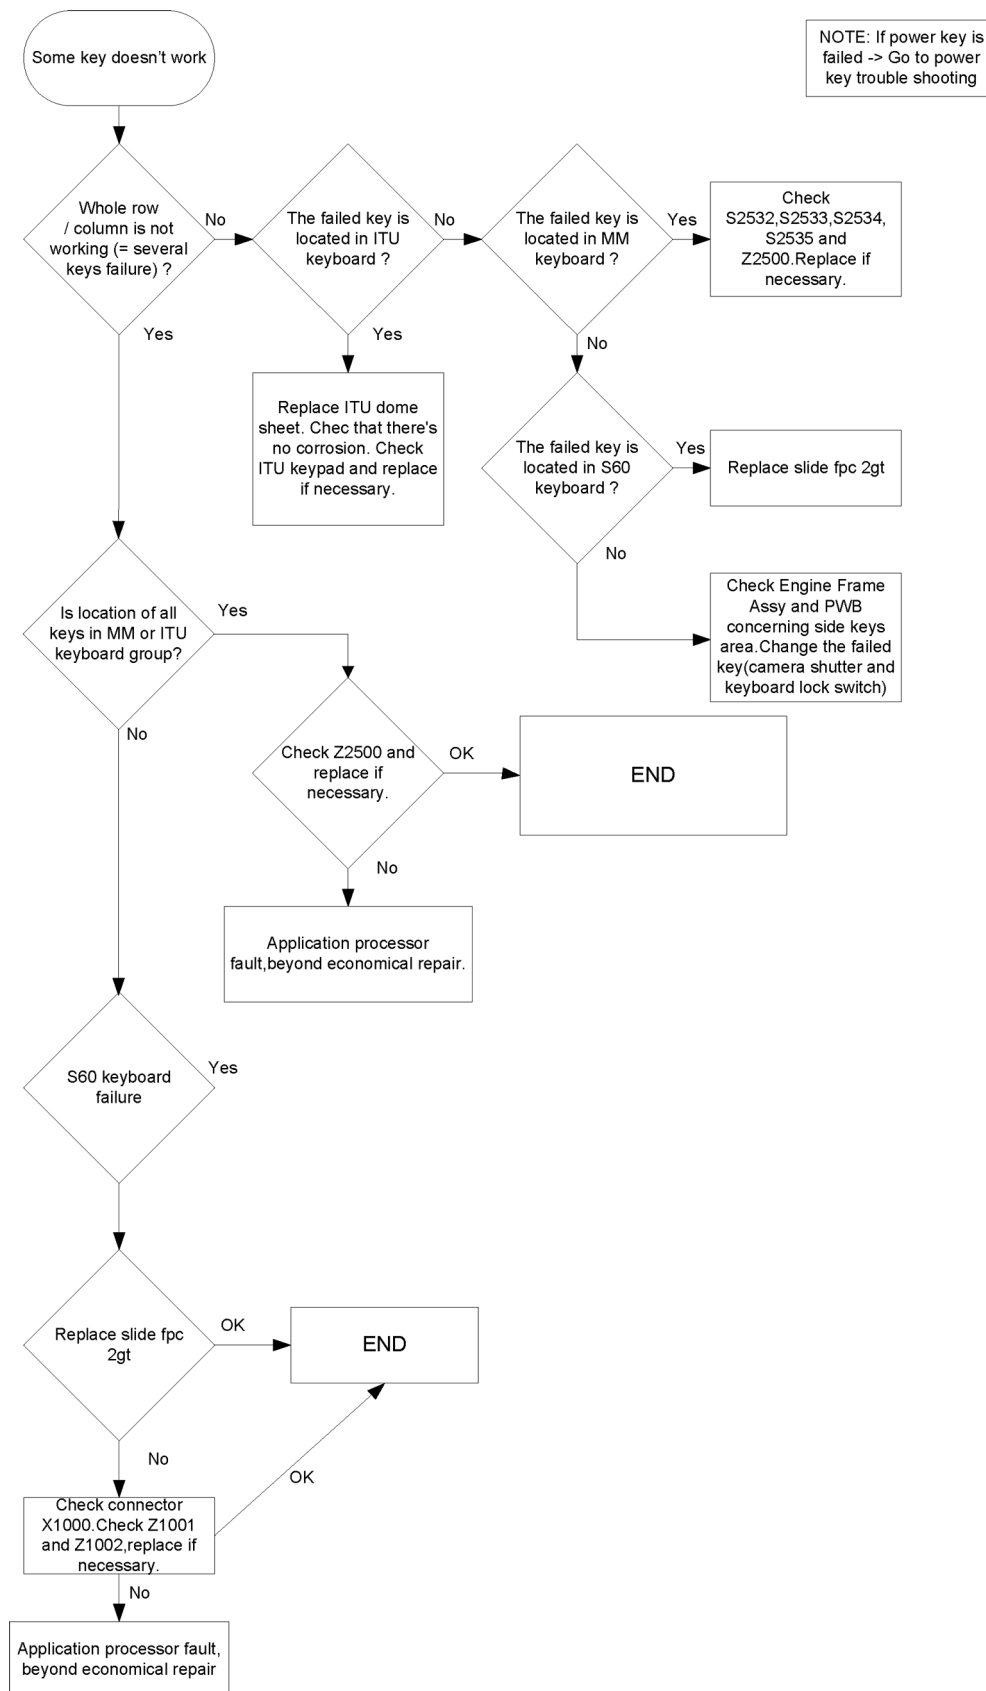 Some key doesn't work
NOTE: If power key is
failed -> Go to power
key trouble shooting
Whole row
/ column is not
working (= several
keys failure) ?
No
The failed key is
located in ITU
keyboard ?
No
The failed key is
located in MM
keyboard ?
Yes
Check
S2532,S2533,S2534,
S2535 and
Z2500.Replace if
necessary.
Yes
Yes
No
Replace ITU dome
sheet. Chec that there's
no corrosion. Check
ITU keypad and replace
if necessary.
The failed key is
located in S60
keyboard ?
Yes
Replace slide fpc 2gt
No
Check Engine Frame
Assy and PWB
concerning side keys
area.Change the failed
key(camera shutter and
keyboard lock switch)
Is location of all
keys in MM or ITU
keyboard group?
Yes
No
Check Z2500 and
replace if
necessary.
OK
END
No
Application processor
fault,beyond economical repair.
S60 keyboard
failure
Yes
Replace slide fpc
2gt
OK
END
No
OK
Check connector
X1000.Check Z1001
and Z1002,replace if
necessary.
No
Application processor fault,
beyond economical repair